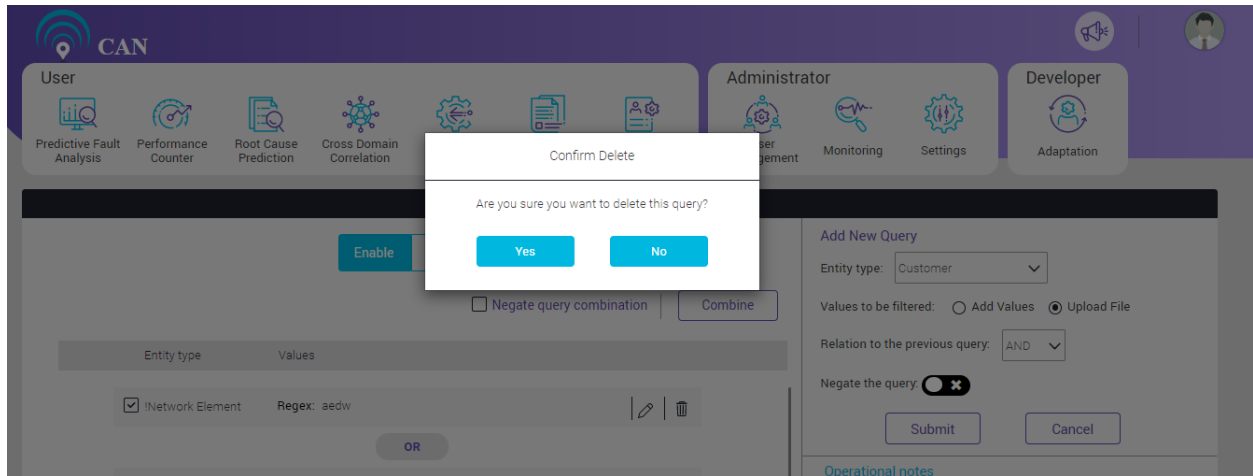 CAN
User
Administrator
Developer
Predictive Fault
Analysis
Performance
Counter
Root Cause
Prediction
Cross Domain
Correlation
Monitoring
Settings
Adaptation
Confirm Delete
Are you sure you want to delete this query?
Yes
No
Enable
Negate query combination
Combine
Entity type
Values
!Network Element
Regex: aedw
OR
Add New Query
Entity type: Customer
Values to be filtered: Add Values Upload File
Relation to the previous query: AND
Negate the query:
Submit
Cancel
Operational notes